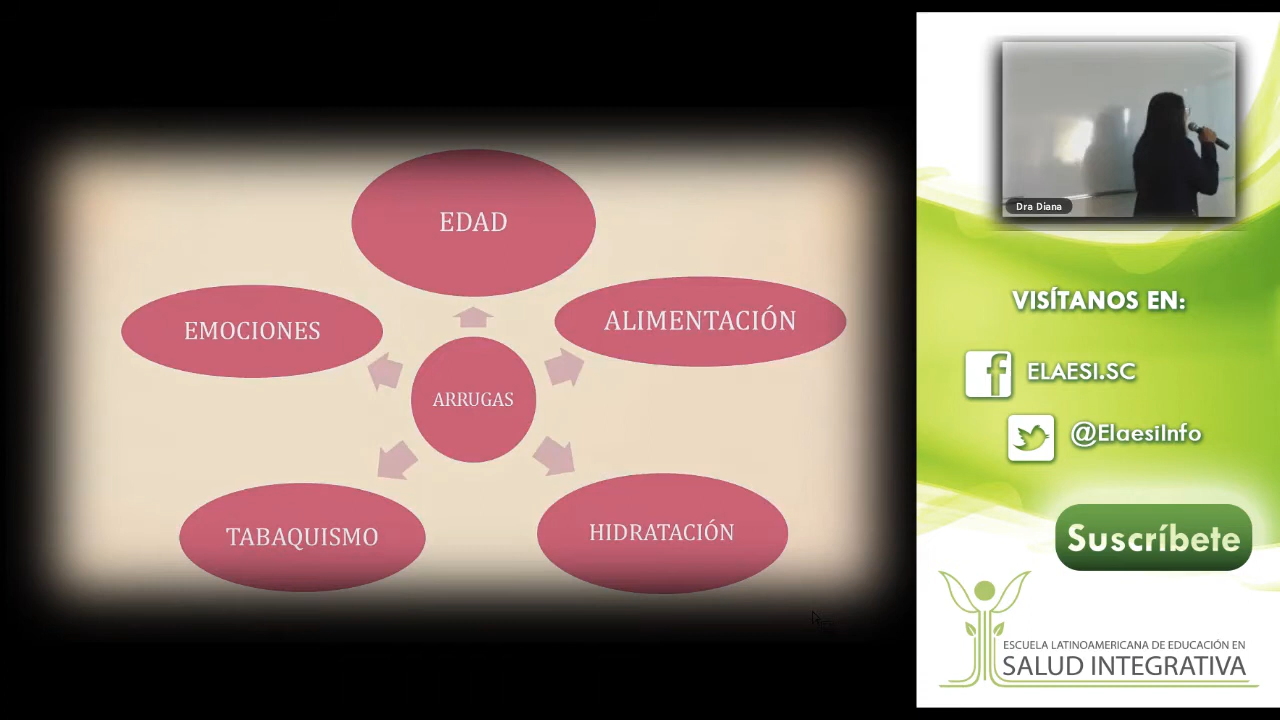 EDAD
EMOCIONES
ALIMENTACIÓN
ARRUGAS
TABAQUISMO
HIDRATACIÓN
Dra Diana
VISÍTANOS EN:
ELAESI.SC
@ElaesiInfo
Suscríbete
ESCUELA LATINOAMERICANA DE EDUCACIÓN EN
SALUD INTEGRATIVA